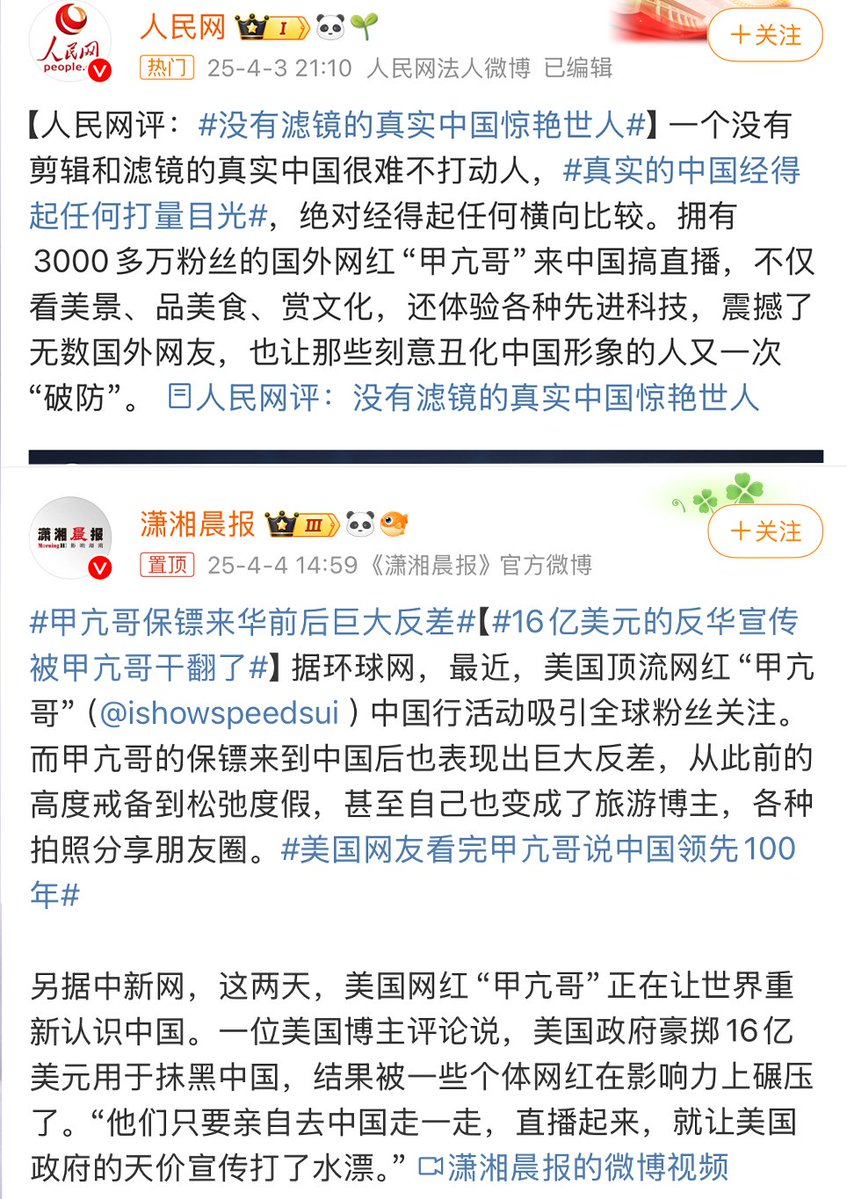 人民网 I
人民网
people.
＋关注
热门 25-4-3 21:10 人民网法人微博 已编辑
【人民网评：#没有滤镜的真实中国惊艳世人#】一个没有
剪辑和滤镜的真实中国很难不打动人，#真实的中国经得
起任何打量目光#，绝对经得起任何横向比较。拥有
3000多万粉丝的国外网红“甲亢哥”来中国搞直播，不仅
看美景、品美食、赏文化，还体验各种先进科技，震撼了
无数国外网友，也让那些刻意丑化中国形象的人又一次
“破防”。 人民网评：没有滤镜的真实中国惊艳世人
潇湘晨报 III
潇湘晨报
＋关注
置顶 25-4-4 14:59 《潇湘晨报》官方微博
#甲亢哥保镖来华前后巨大反差#【#16亿美元的反华宣传
被甲亢哥干翻了#】据环球网，最近，美国顶流网红“甲亢
哥”（@ishowspeedsui ）中国行活动吸引全球粉丝关注。
而甲亢哥的保镖来到中国后也表现出巨大反差，从此前的
高度戒备到松弛度假，甚至自己也变成了旅游博主，各种
拍照分享朋友圈。#美国网友看完甲亢哥说中国领先100
年#
另据中新网，这两天，美国网红“甲亢哥”正在让世界重
新认识中国。一位美国博主评论说，美国政府豪掷16亿
美元用于抹黑中国，结果被一些个体网红在影响力上碾压
了。“他们只要亲自去中国走一走，直播起来，就让美国
政府的天价宣传打了水漂。” 潇湘晨报的微博视频